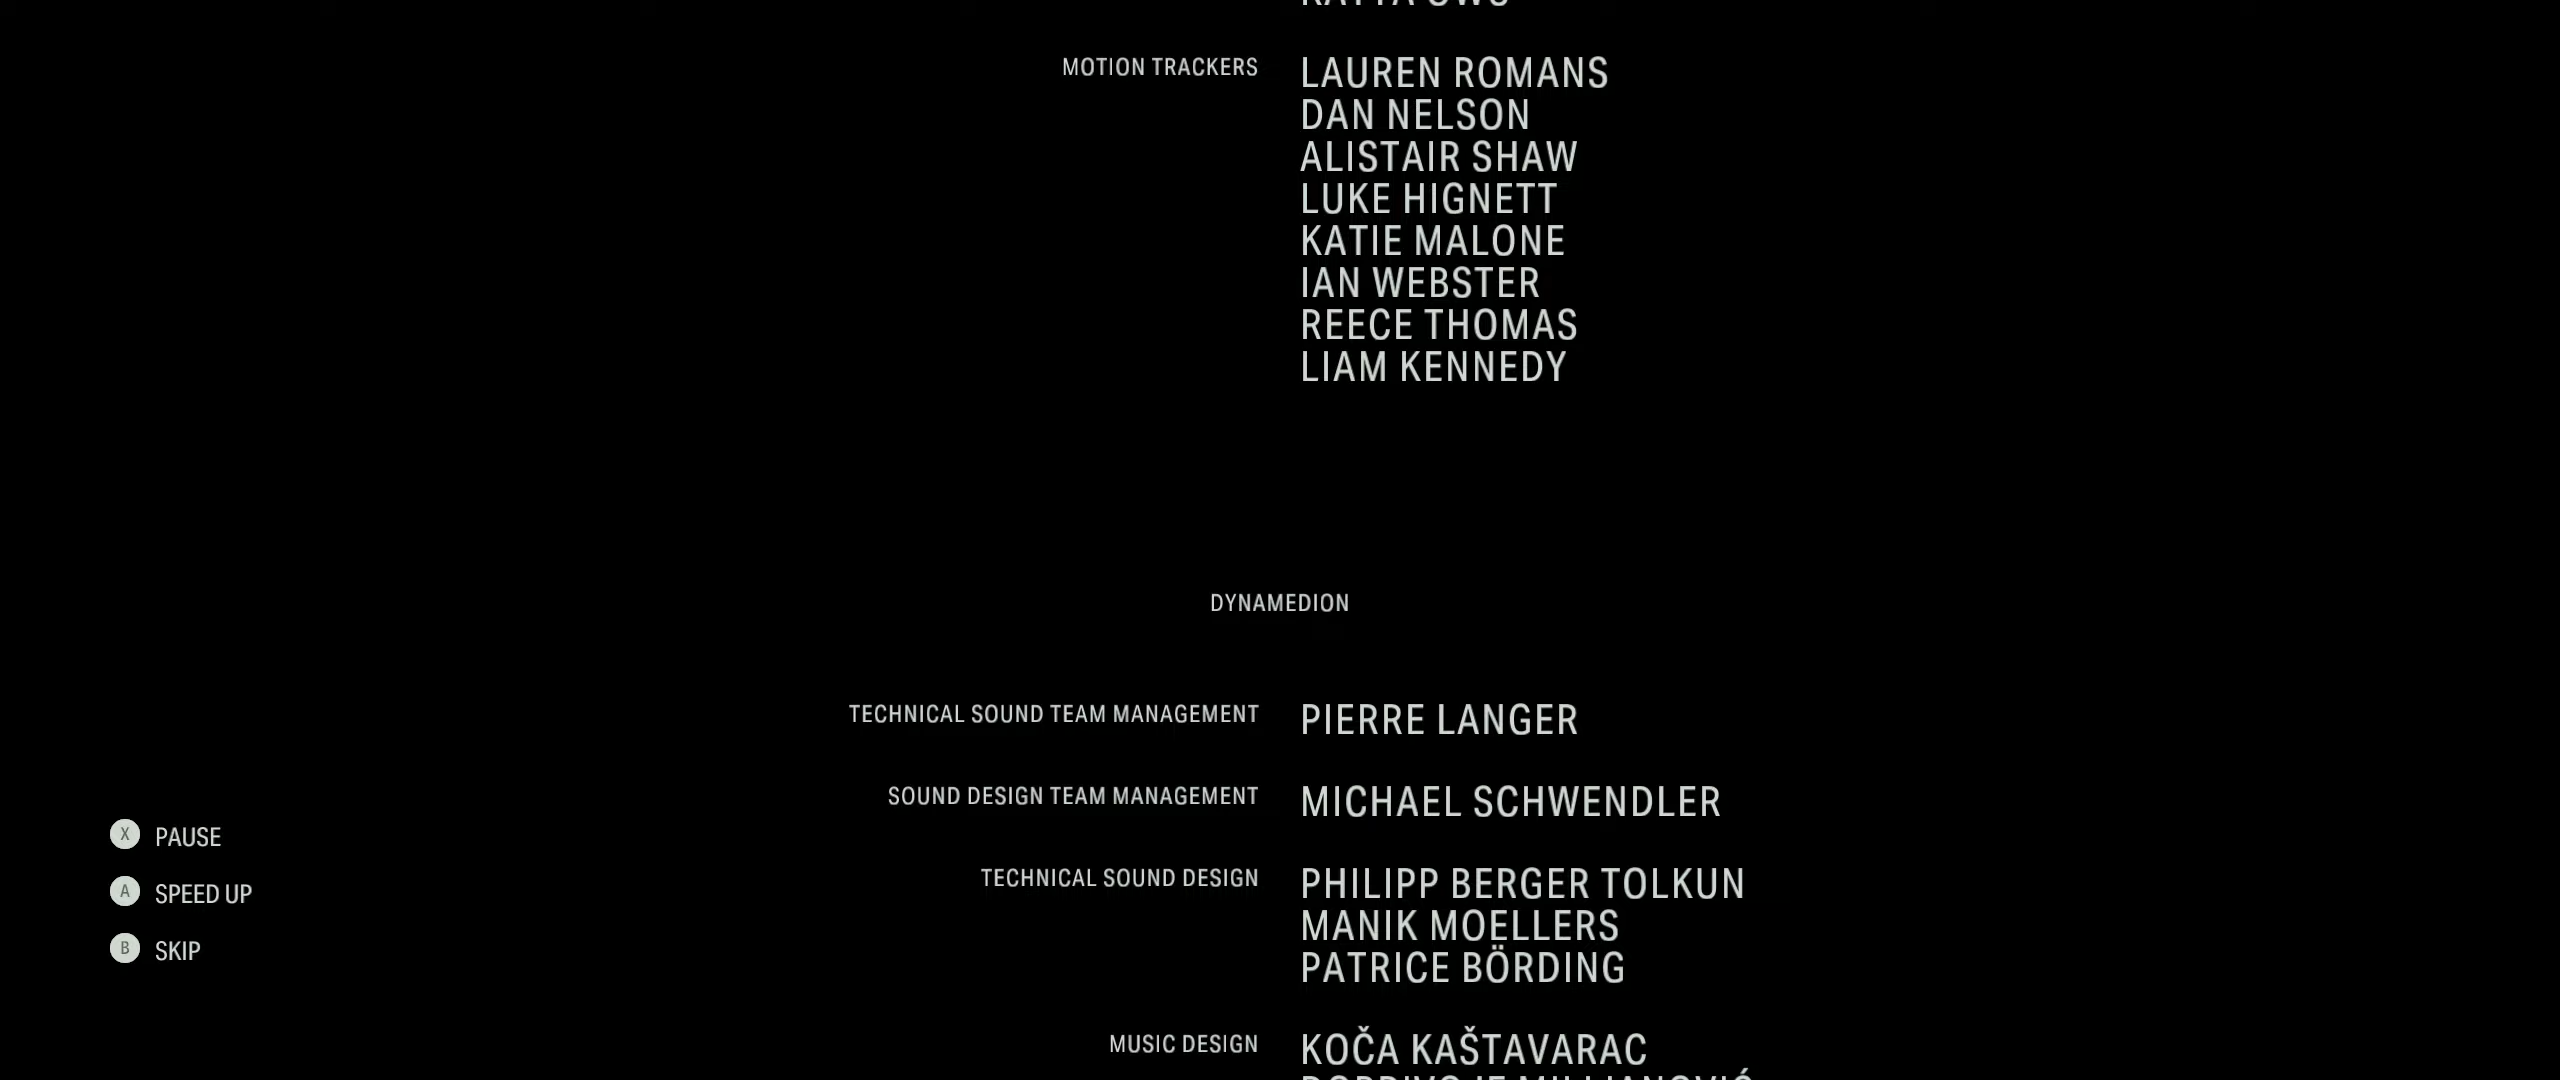 MOTION TRACKERS LAUREN ROMANS
DAN NELSON
ALISTAIR SHAW
LUKE HIGNETT
KATIE MALONE
IAN WEBSTER
REECE THOMAS
LIAM KENNEDY
DYNAMEDION
TECHNICAL SOUND TEAM MANAGEMENT PIERRE LANGER
SOUND DESIGN TEAM MANAGEMENT MICHAEL SCHWENDLER
TECHNICAL SOUND DESIGN PHILIPP BERGER TOLKUN
MANIK MOELLERS
PATRICE BÖRDING
MUSIC DESIGN KOČA KAŠTAVARAC
X PAUSE
A SPEED UP
B SKIP